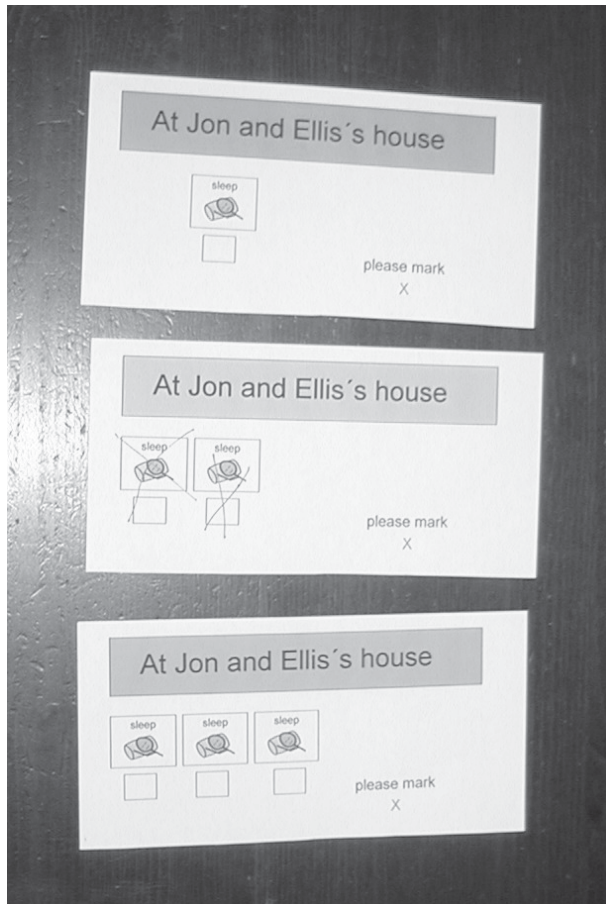 At Jon and Ellis´s house
sleep
please mark
X
At Jon and Ellis´s house
sleep sleep
please mark
X
At Jon and Ellis´s house
sleep sleep sleep
please mark
X